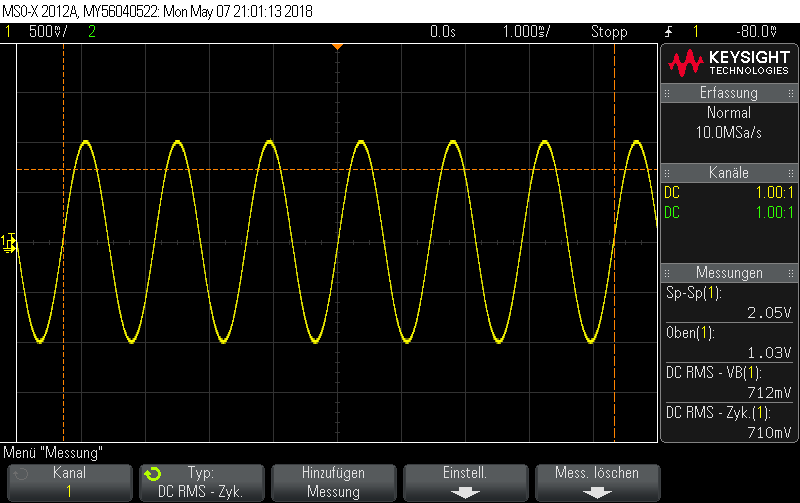 MSO-X 2012A, MY56040522: Mon May 07 21:01:13 2018
1 500V/ 2 0.0s 1.000s/ Stopp 1 -80.0V
KEYSIGHT
TECHNOLOGIES
Erfassung
Normal
10.0MSa/s
Kanäle
DC 1.00:1
DC 1.00:1
Messungen
Sp-Sp(1):
2.05V
Oben(1):
1.03V
DC RMS - VB(1):
712mV
DC RMS - Zyk.(1):
710mV
1
T
Menü "Messung"
Kanal
1
Typ:
DC RMS - Zyk.
Hinzufügen
Messung
Einstell.
Mess. löschen